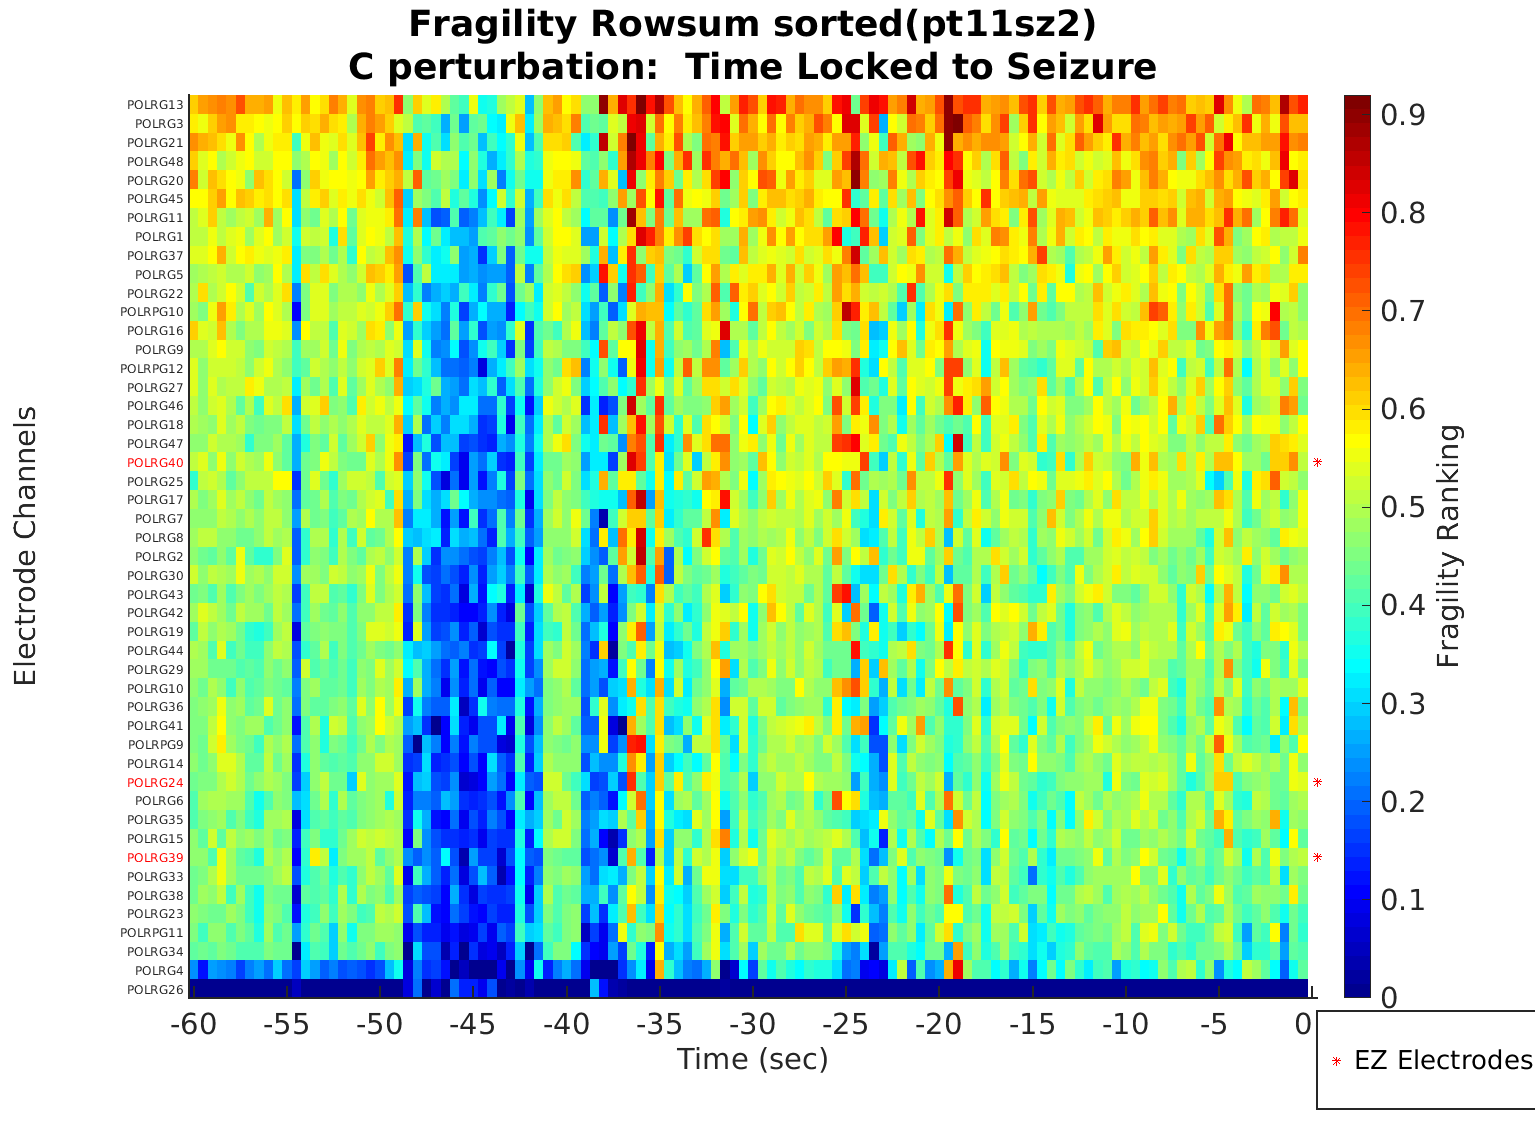 Fragility Rowsum sorted(pt11sz2)
C perturbation:  Time Locked to Seizure
Electrode Channels
POLRG13
POLRG3
POLRG21
POLRG48
POLRG20
POLRG45
POLRG11
POLRG1
POLRG37
POLRG5
POLRG22
POLRPG10
POLRG16
POLRG9
POLRPG12
POLRG27
POLRG46
POLRG18
POLRG47
POLRG40
POLRG25
POLRG17
POLRG7
POLRG8
POLRG2
POLRG30
POLRG43
POLRG42
POLRG19
POLRG44
POLRG29
POLRG10
POLRG36
POLRG41
POLRPG9
POLRG14
POLRG24
POLRG6
POLRG35
POLRG15
POLRG39
POLRG33
POLRG38
POLRG23
POLRPG11
POLRG34
POLRG4
POLRG26
-60 -55 -50 -45 -40 -35 -30 -25 -20 -15 -10 -5 0
Time (sec)
0.9
0.8
0.7
0.6
0.5
0.4
0.3
0.2
0.1
0
Fragility Ranking
* EZ Electrodes